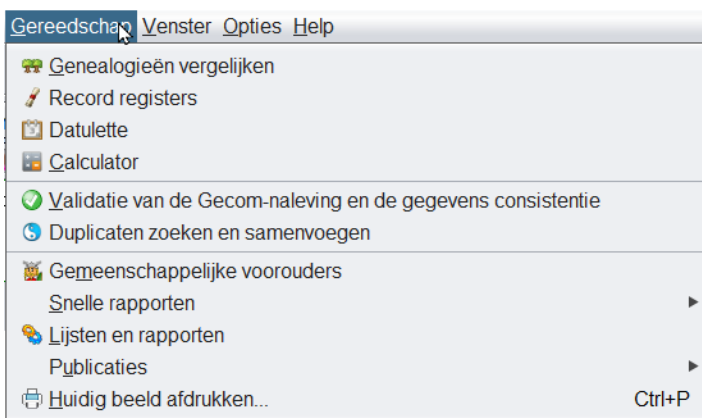 Gereedschap Venster Opties Help
Genealogieën vergelijken
Record registers
Datulette
Calculator
Validatie van de Gecom-naleving en de gegevens consistentie
Duplicaten zoeken en samenvoegen
Gemeenschappelijke voorouders
Snelle rapporten
Lijsten en rapporten
Publicaties
Huidig beeld afdrukken... Ctrl+P